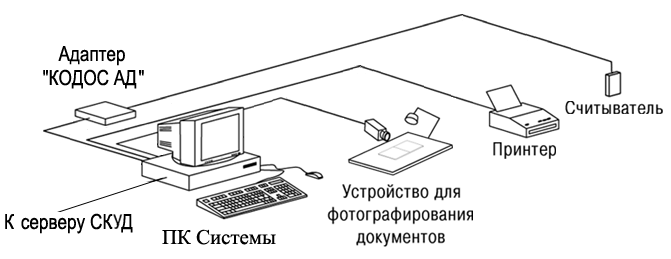 Адаптер
"КОДОС АД"
Считыватель
Принтер
Устройство для
фотографирования
документов
К серверу СКУД
ПК Системы